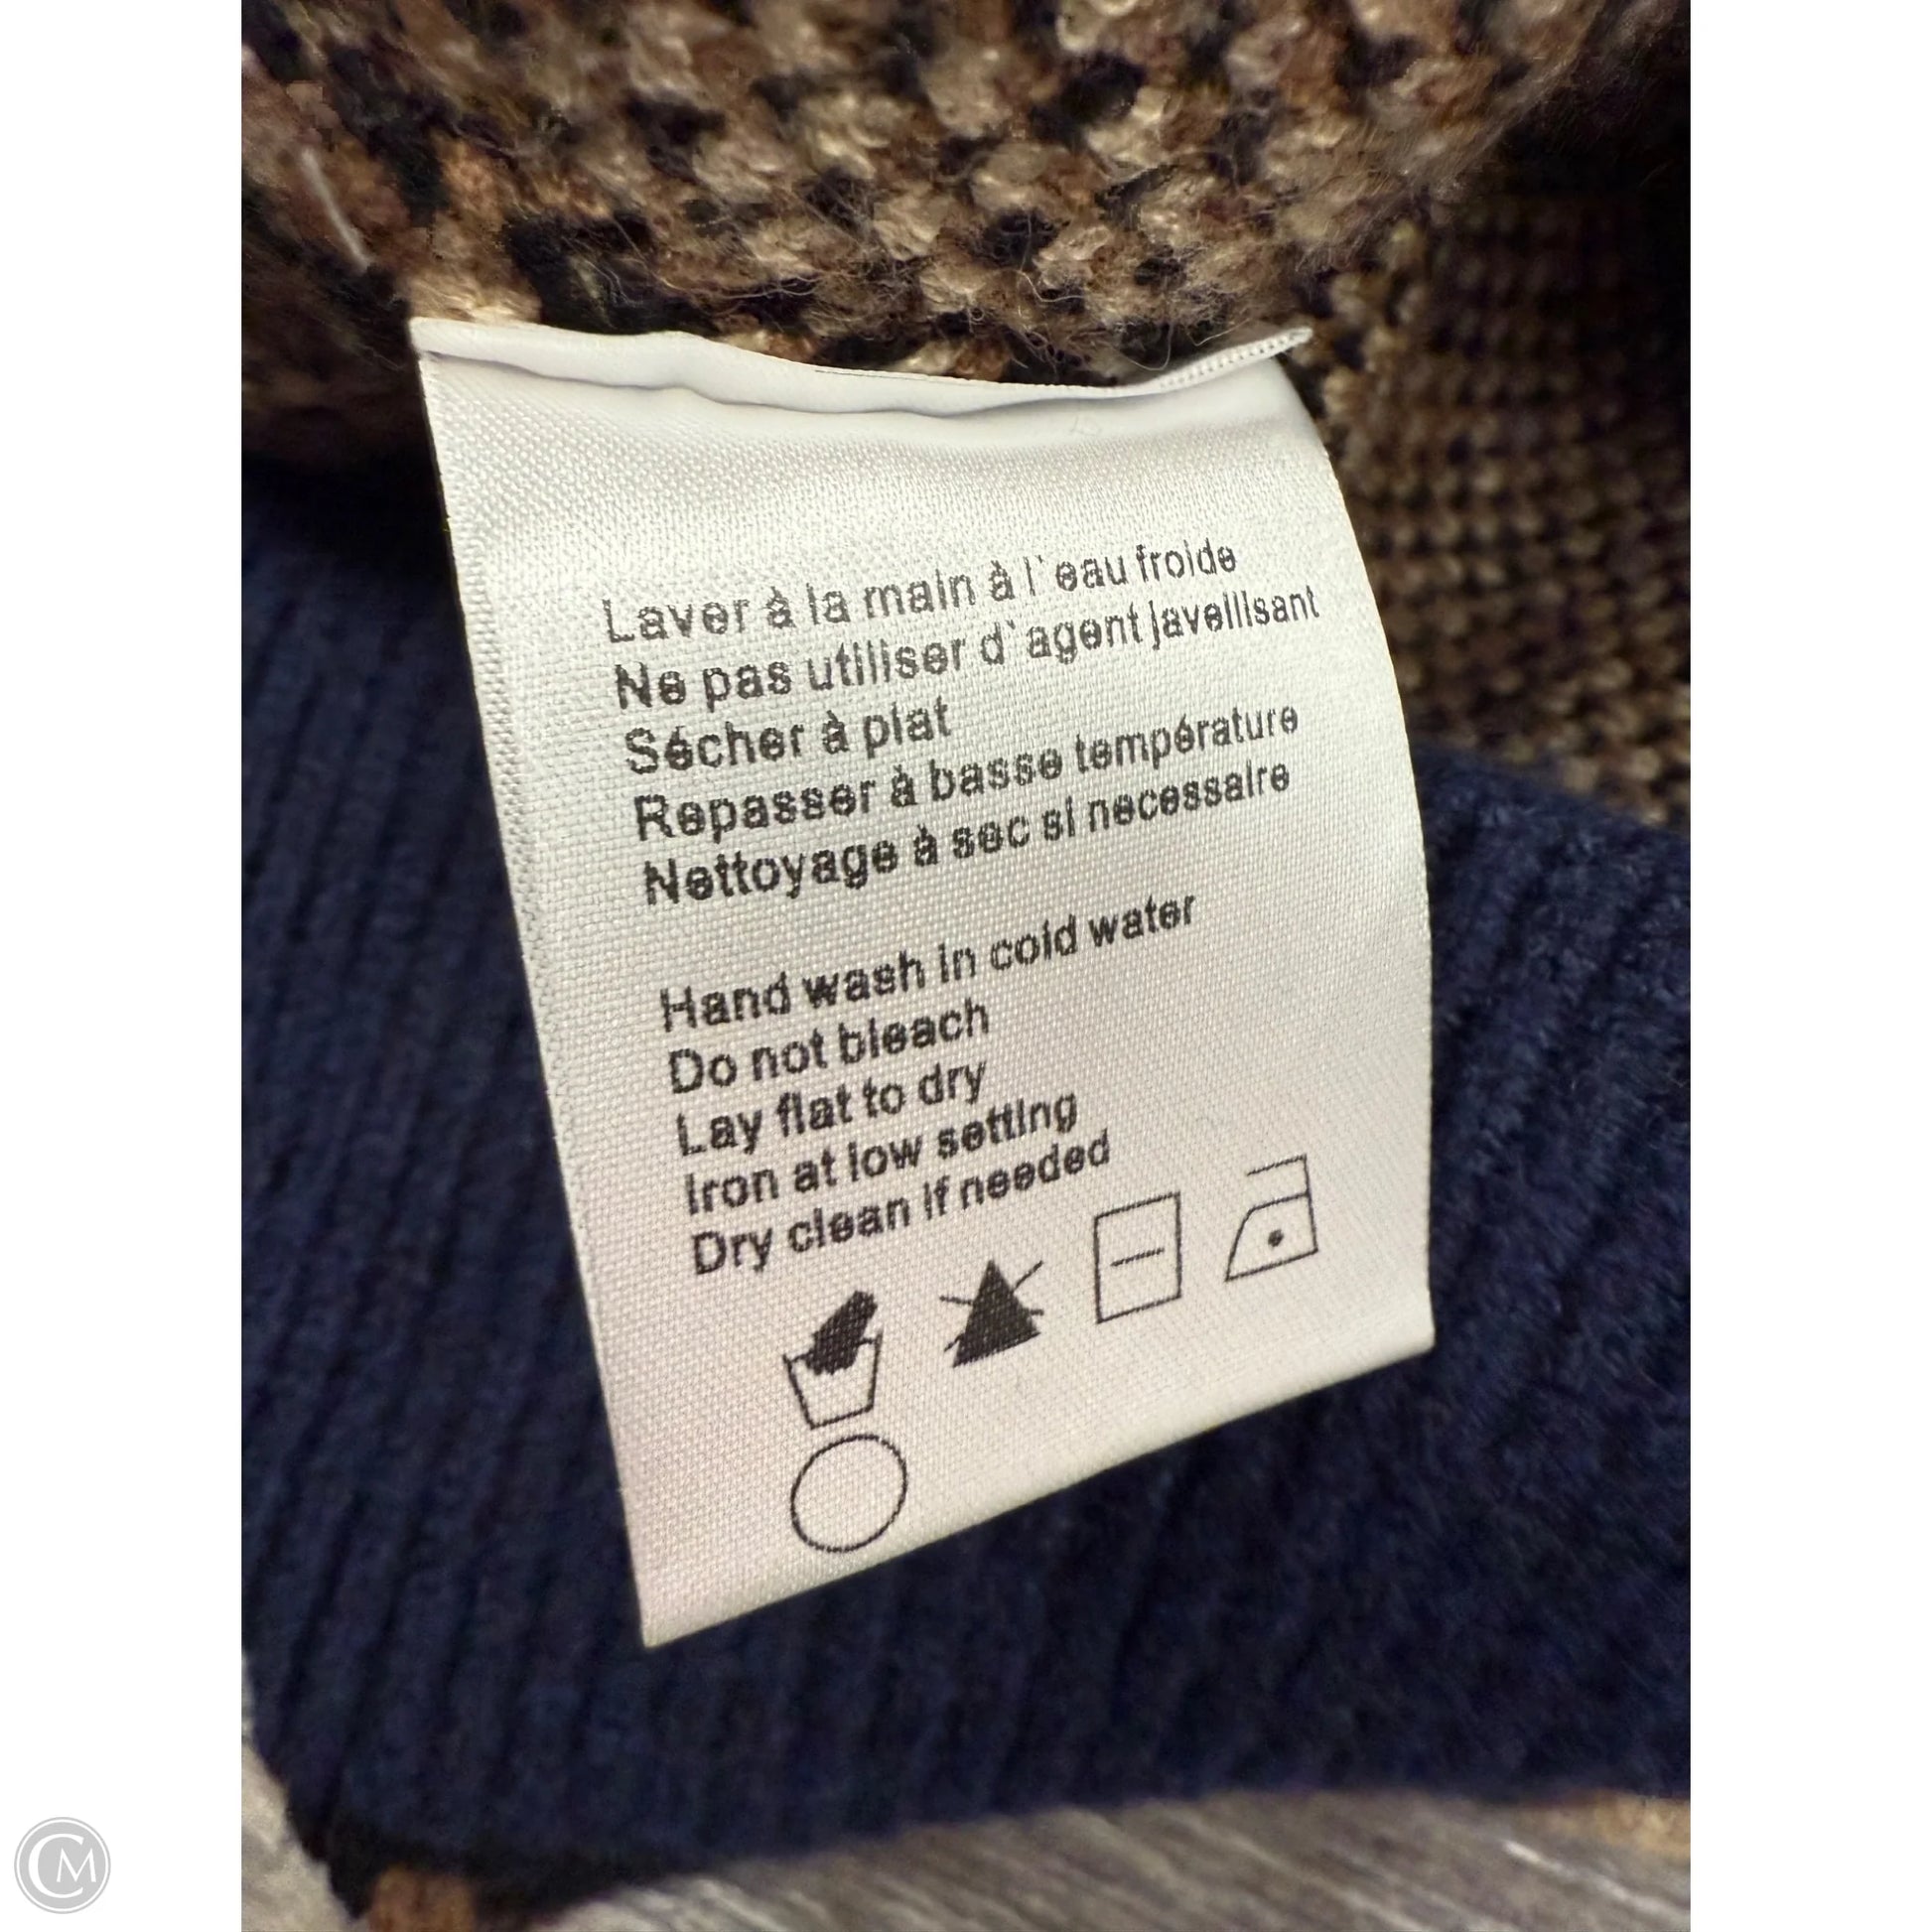 Laver à la main à l`eau froide
Ne pas utiliser d`agent javellisant
Sécher à plat
Repasser à basse température
Nettoyage à sec si necessaire
Hand wash in cold water
Do not bleach
Lay flat to dry
Iron at low setting
Dry clean if needed
CM